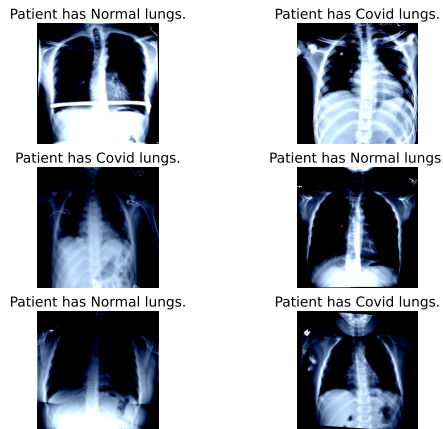 Patient has Normal lungs.
Patient has Covid lungs.
Patient has Covid lungs.
Patient has Normal lungs
Patient has Normal lungs.
Patient has Covid lungs.